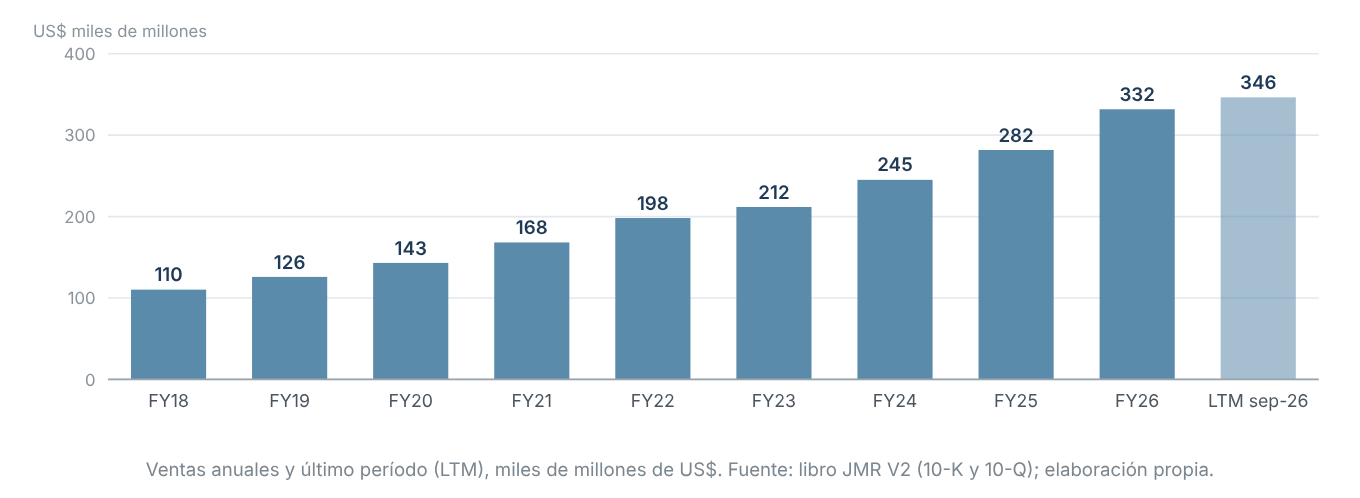 US$ miles de millones
400
300
200
100
0
110
126
143
168
198
212
245
282
332
346
FY18
FY19
FY20
FY21
FY22
FY23
FY24
FY25
FY26
LTM sep-26
Ventas anuales y último período (LTM), miles de millones de US$. Fuente: libro JMR V2 (10-K y 10-Q); elaboración propia.